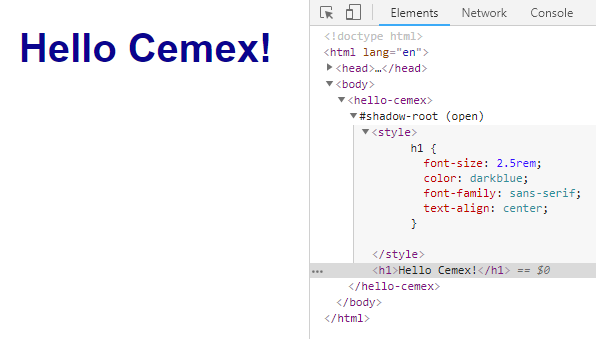 Hello Cemex!
Elements Network Console
<!doctype html>
<html lang="en">
<head>…</head>
<body>
<hello-cemex>
#shadow-root (open)
<style>
h1 {
font-size: 2.5rem;
color: darkblue;
font-family: sans-serif;
text-align: center;
}
</style>
<h1>Hello Cemex!</h1> == $0
</hello-cemex>
</body>
</html>